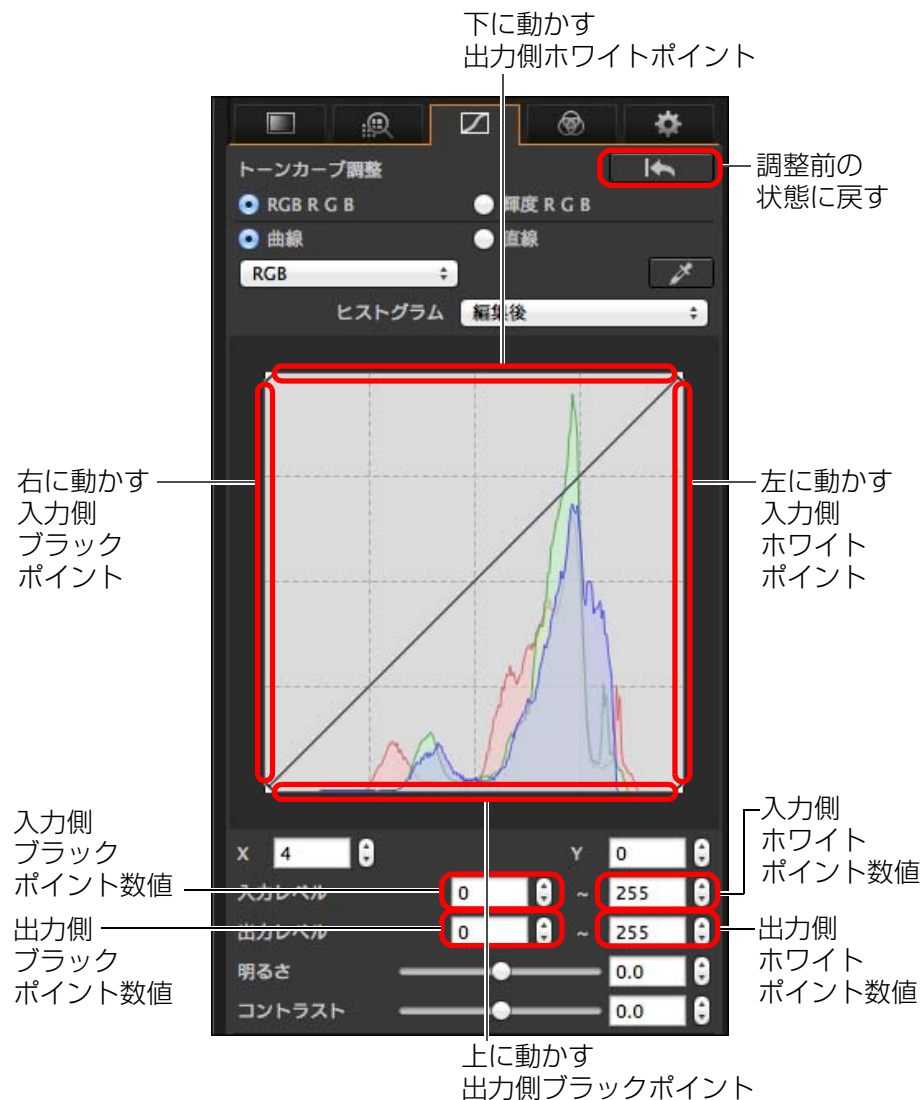 下に動かす
出力側ホワイトポイント
トーンカーブ調整
調整前の
状態に戻す
RGB R G B
輝度 R G B
曲線
直線
RGB
ヒストグラム
編集後
右に動かす
入力側
ブラック
ポイント
左に動かす
入力側
ホワイト
ポイント
入力側
ブラック
ポイント数値
入力側
ホワイト
ポイント数値
X 4
Y 0
入力レベル 0 ~ 255
出力側
ブラック
ポイント数値
出力レベル 0 ~ 255
出力側
ホワイト
ポイント数値
明るさ 0.0
コントラスト 0.0
上に動かす
出力側ブラックポイント